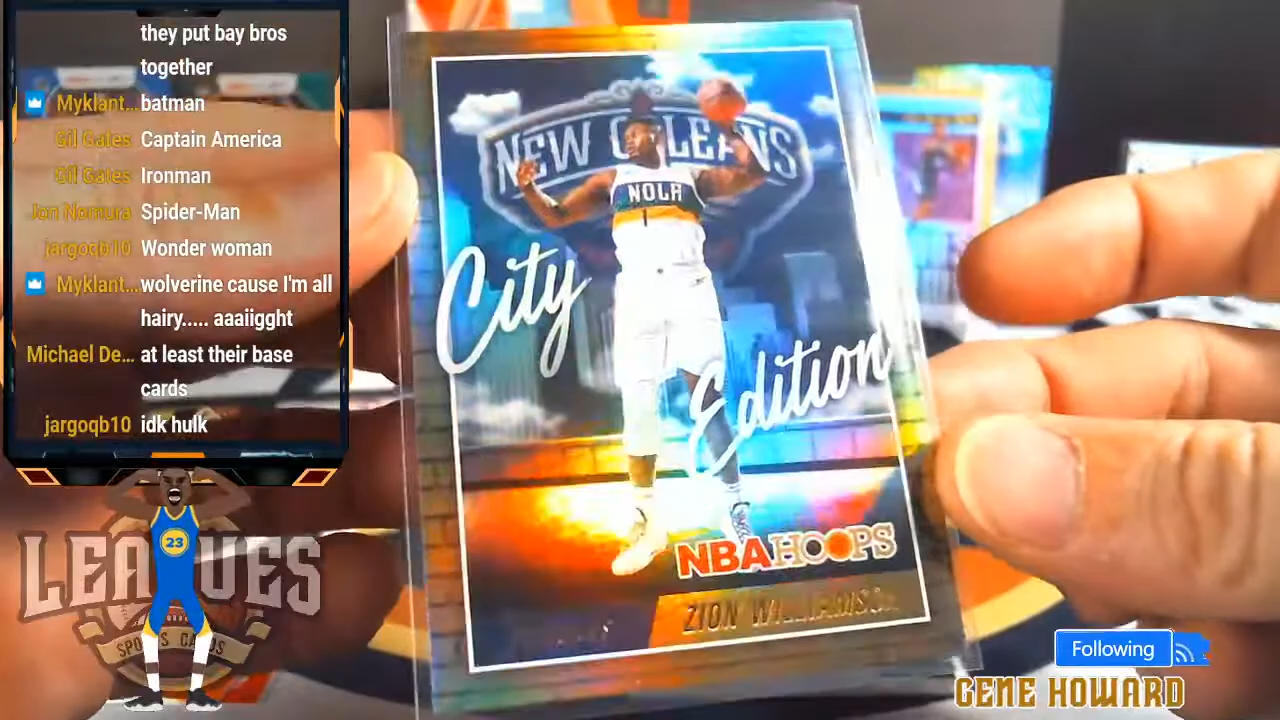 they put bay bros
together
Myklant... batman
Gil Gates Captain America
Gil Gates Ironman
Jon Nomura Spider-Man
jargoqb10 Wonder woman
Myklant... wolverine cause I'm all
hairy..... aaaiigght
Michael De... at least their base
cards
jargoqb10 idk hulk
NEW ORLEANS
NOLA
1
City
Edition
NBA HOOPS
ZION WILLIAMSON
23
LEAGUES
SPORTS CARDS
Following
GENE HOWARD